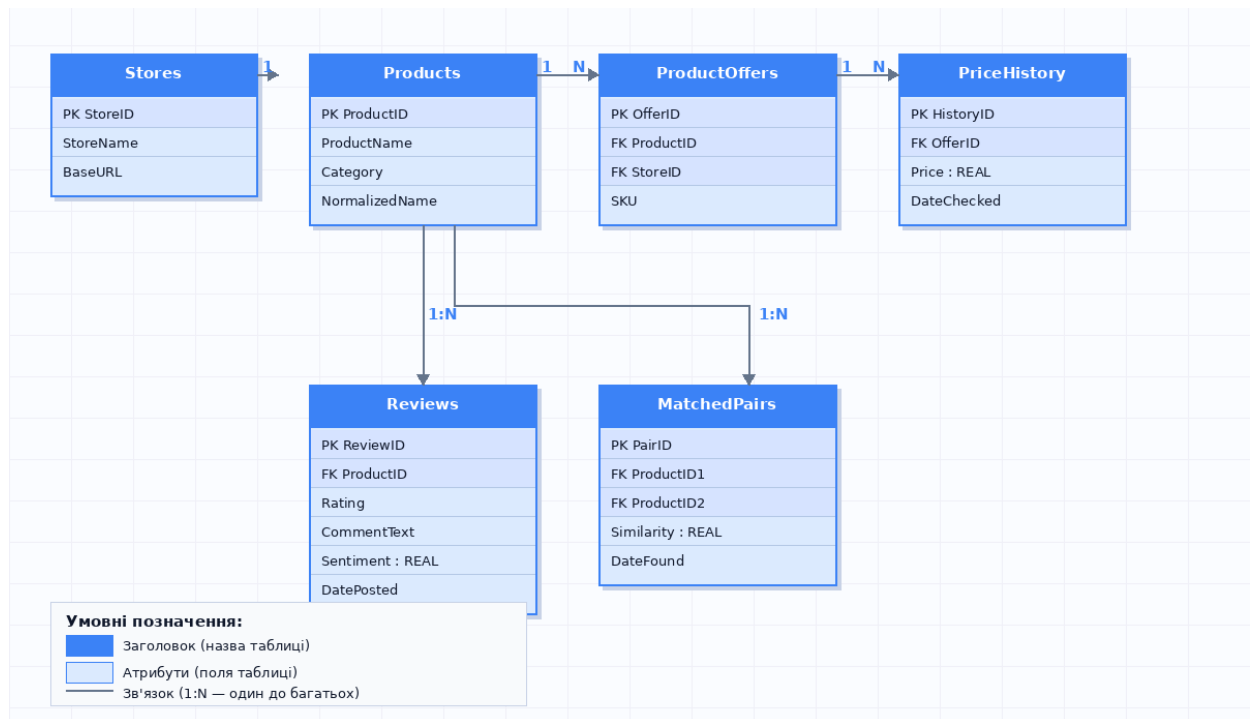 Stores
1
PK StoreID
StoreName
BaseURL
Products
PK ProductID
ProductName
Category
NormalizedName
1 N
ProductOffers
PK OfferID
FK ProductID
FK StoreID
SKU
1 N
PriceHistory
PK HistoryID
FK OfferID
Price : REAL
DateChecked
1:N
1:N
Reviews
PK ReviewID
FK ProductID
Rating
CommentText
Sentiment : REAL
DatePosted
MatchedPairs
PK PairID
FK ProductID1
FK ProductID2
Similarity : REAL
DateFound
Умовні позначення:
Заголовок (назва таблиці)
Атрибути (поля таблиці)
Зв'язок (1:N — один до багатьох)